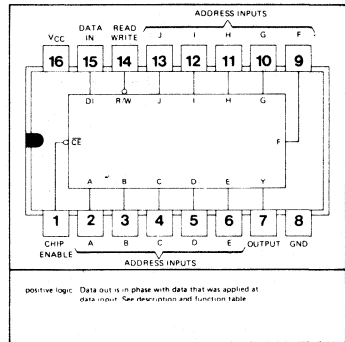 ADDRESS INPUTS
VCC DATA IN READ WRITE J I H G F
16 15 14 13 12 11 10 9
DI R/W J I H G
CE F
A B C D E Y
1 2 3 4 5 6 7 8
CHIP ENABLE A B C D E OUTPUT GND
ADDRESS INPUTS
positive logic Data out is in phase with data that was applied at
data input See description and function table